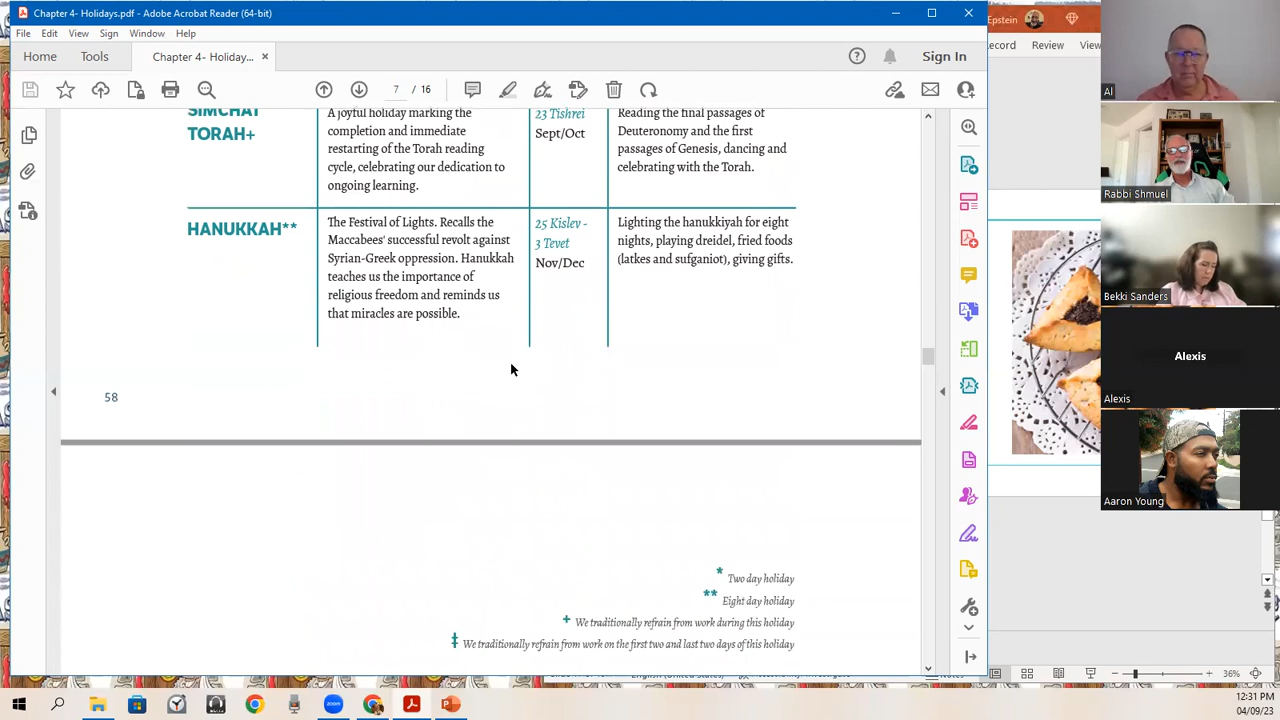 Chapter 4- Holidays.pdf - Adobe Acrobat Reader (64-bit)
File Edit View Sign Window Help
Home Tools Chapter 4- Holiday... × Sign In
7 / 16
SIMCHAT
TORAH+
A joyful holiday marking the
completion and immediate
restarting of the Torah reading
cycle, celebrating our dedication to
ongoing learning.
23 Tishrei
Sept/Oct
Reading the final passages of
Deuteronomy and the first
passages of Genesis, dancing and
celebrating with the Torah.
HANUKKAH**
The Festival of Lights. Recalls the
Maccabees' successful revolt against
Syrian-Greek oppression. Hanukkah
teaches us the importance of
religious freedom and reminds us
that miracles are possible.
25 Kislev -
3 Tevet
Nov/Dec
Lighting the hanukkiyah for eight
nights, playing dreidel, fried foods
(latkes and sufganiot), giving gifts.
58
* Two day holiday
** Eight day holiday
+ We traditionally refrain from work during this holiday
‡ We traditionally refrain from work on the first two and last two days of this holiday
Epstein
ecord Review View
Al
Rabbi Shmuel
Bekki Sanders
Alexis
Alexis
Aaron Young
36%
12:31 PM
04/09/23